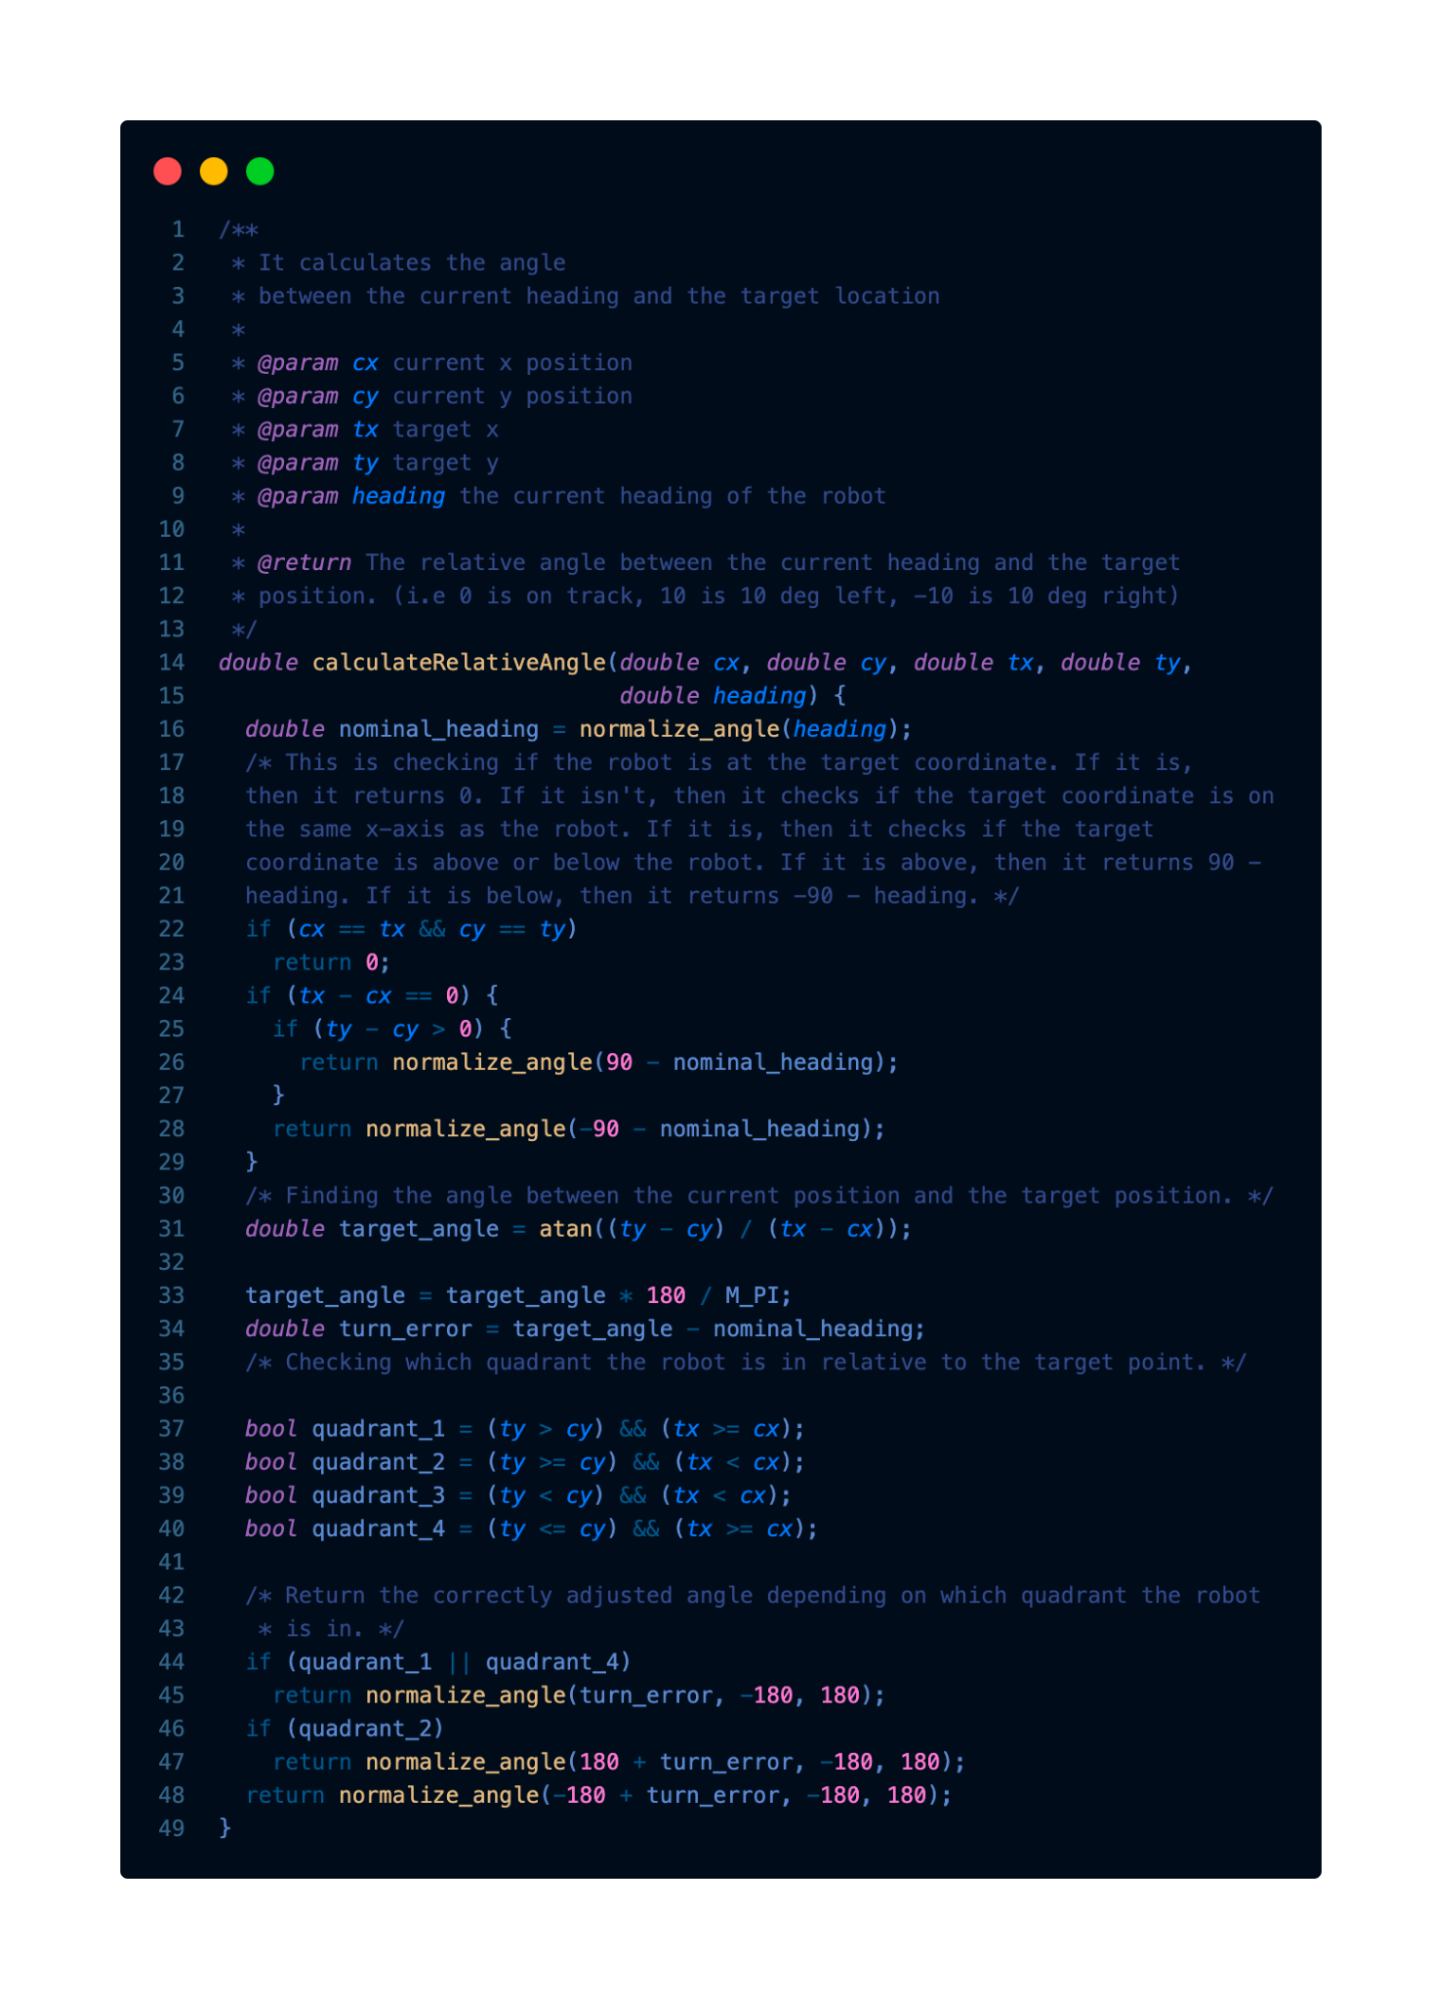 1 /**
2  * It calculates the angle
3  * between the current heading and the target location
4  *
5  * @param cx current x position
6  * @param cy current y position
7  * @param tx target x
8  * @param ty target y
9  * @param heading the current heading of the robot
10  *
11  * @return The relative angle between the current heading and the target
12  * position. (i.e 0 is on track, 10 is 10 deg left, -10 is 10 deg right)
13  */
14 double calculateRelativeAngle(double cx, double cy, double tx, double ty,
15                               double heading) {
16   double nominal_heading = normalize_angle(heading);
17   /* This is checking if the robot is at the target coordinate. If it is,
18   then it returns 0. If it isn't, then it checks if the target coordinate is on
19   the same x-axis as the robot. If it is, then it checks if the target
20   coordinate is above or below the robot. If it is above, then it returns 90 -
21   heading. If it is below, then it returns -90 - heading. */
22   if (cx == tx && cy == ty)
23     return 0;
24   if (tx - cx == 0) {
25     if (ty - cy > 0) {
26       return normalize_angle(90 - nominal_heading);
27     }
28     return normalize_angle(-90 - nominal_heading);
29   }
30   /* Finding the angle between the current position and the target position. */
31   double target_angle = atan((ty - cy) / (tx - cx));
32
33   target_angle = target_angle * 180 / M_PI;
34   double turn_error = target_angle - nominal_heading;
35   /* Checking which quadrant the robot is in relative to the target point. */
36
37   bool quadrant_1 = (ty > cy) && (tx >= cx);
38   bool quadrant_2 = (ty >= cy) && (tx < cx);
39   bool quadrant_3 = (ty < cy) && (tx < cx);
40   bool quadrant_4 = (ty <= cy) && (tx >= cx);
41
42   /* Return the correctly adjusted angle depending on which quadrant the robot
43    * is in. */
44   if (quadrant_1 || quadrant_4)
45     return normalize_angle(turn_error, -180, 180);
46   if (quadrant_2)
47     return normalize_angle(180 + turn_error, -180, 180);
48   return normalize_angle(-180 + turn_error, -180, 180);
49 }